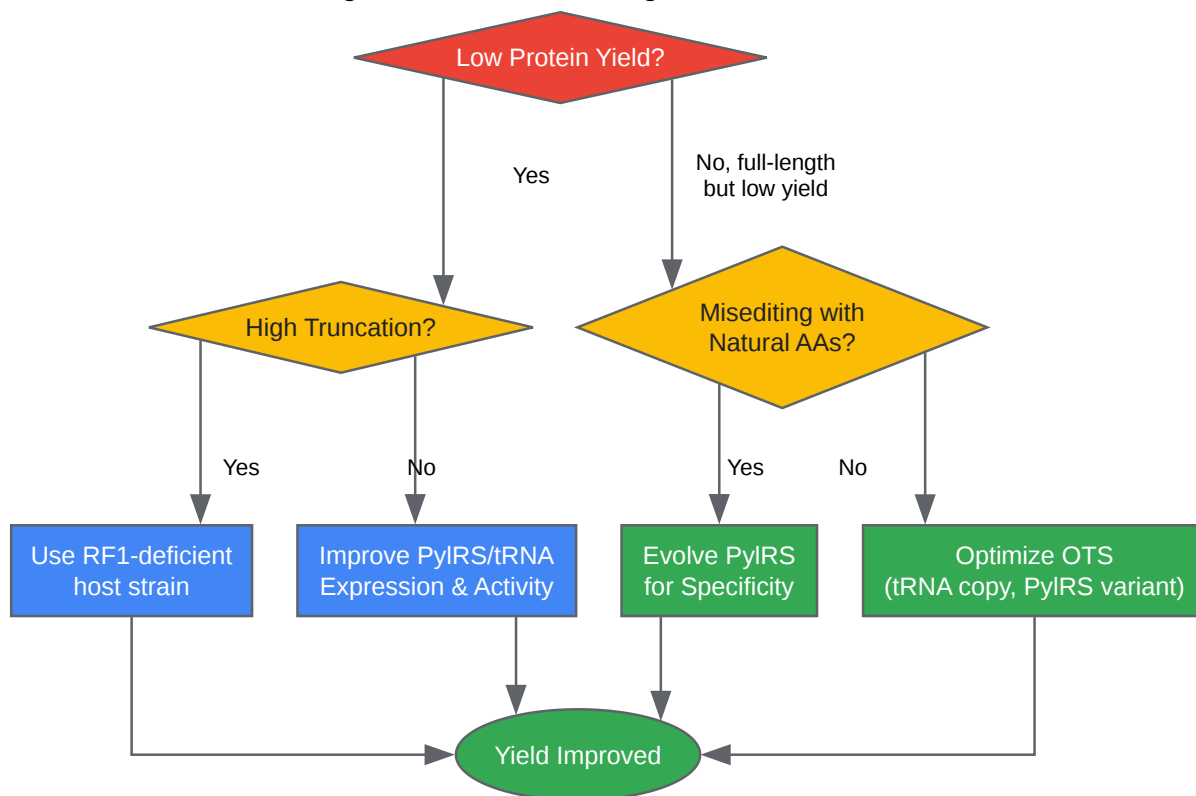 Low Protein Yield?
Yes
No, full-length
but low yield
High Truncation?
Misediting with
Natural AAs?
Yes
No
Yes
No
Use RF1-deficient
host strain
Improve PylRS/tRNA
Expression & Activity
Evolve PylRS
for Specificity
Optimize OTS
(tRNA copy, PylRS variant)
Yield Improved